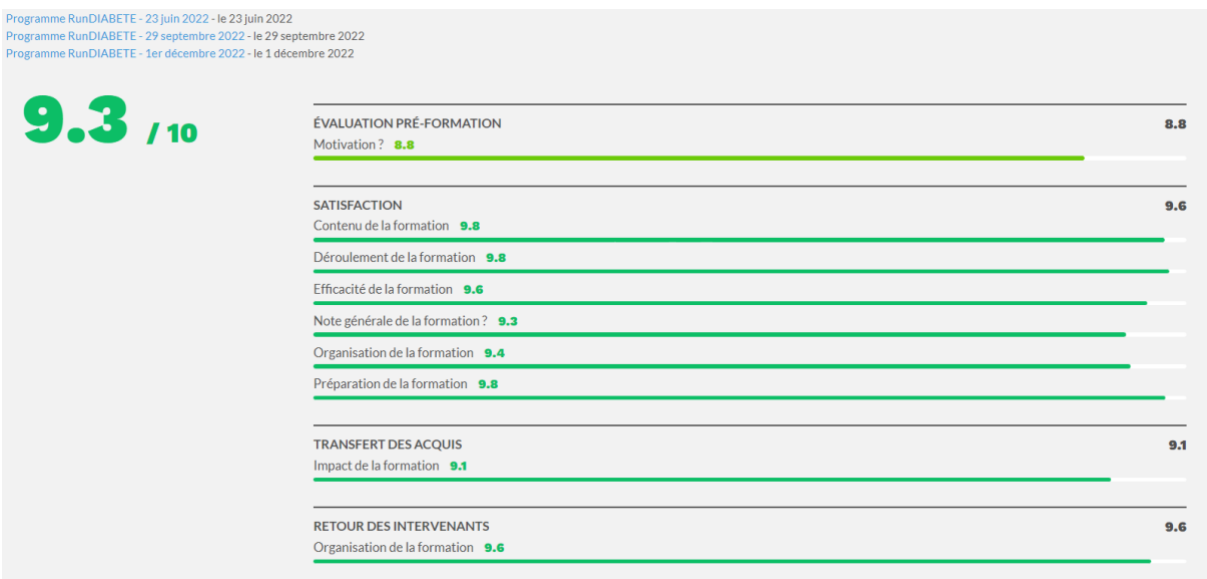 Programme RunDIABETE - 23 juin 2022 - le 23 juin 2022
Programme RunDIABETE - 29 septembre 2022 - le 29 septembre 2022
Programme RunDIABETE - 1er décembre 2022 - le 1 décembre 2022
9.3 / 10
ÉVALUATION PRÉ-FORMATION 8.8
Motivation ? 8.8
SATISFACTION 9.6
Contenu de la formation 9.8
Déroulement de la formation 9.8
Efficacité de la formation 9.6
Note générale de la formation ? 9.3
Organisation de la formation 9.4
Préparation de la formation 9.8
TRANSFERT DES ACQUIS 9.1
Impact de la formation 9.1
RETOUR DES INTERVENANTS 9.6
Organisation de la formation 9.6